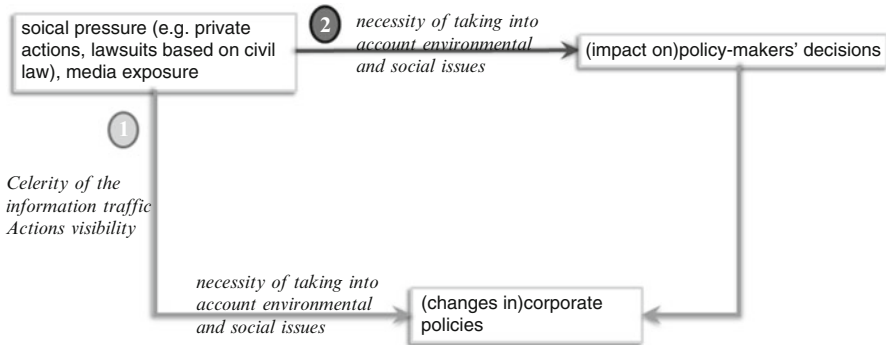 soical pressure (e.g. private
actions, lawsuits based on civil
law), media exposure
2
necessity of taking into
account environmental
and social issues
(impact on)policy-makers’ decisions
1
Celerity of the
information traffic
Actions visibility
necessity of taking into
account environmental
and social issues
(changes in)corporate
policies